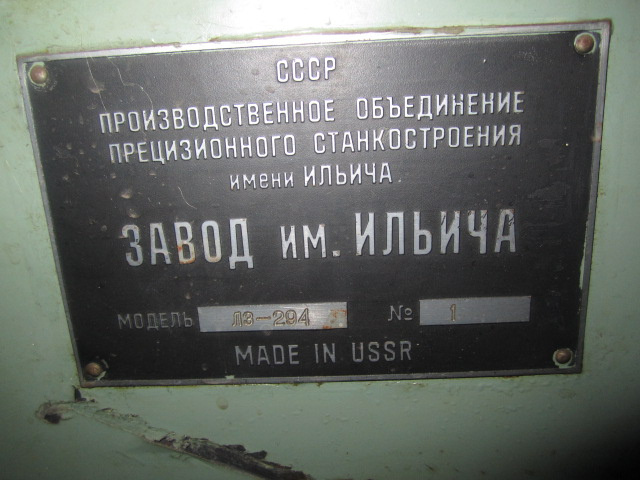 СССР
ПРОИЗВОДСТВЕННОЕ ОБЪЕДИНЕНИЕ
ПРЕЦИЗИОННОГО СТАНКОСТРОЕНИЯ
имени ИЛЬИЧА
ЗАВОД им. ИЛЬИЧА
МОДЕЛЬ ЛЗ-294 № 1
MADE IN USSR